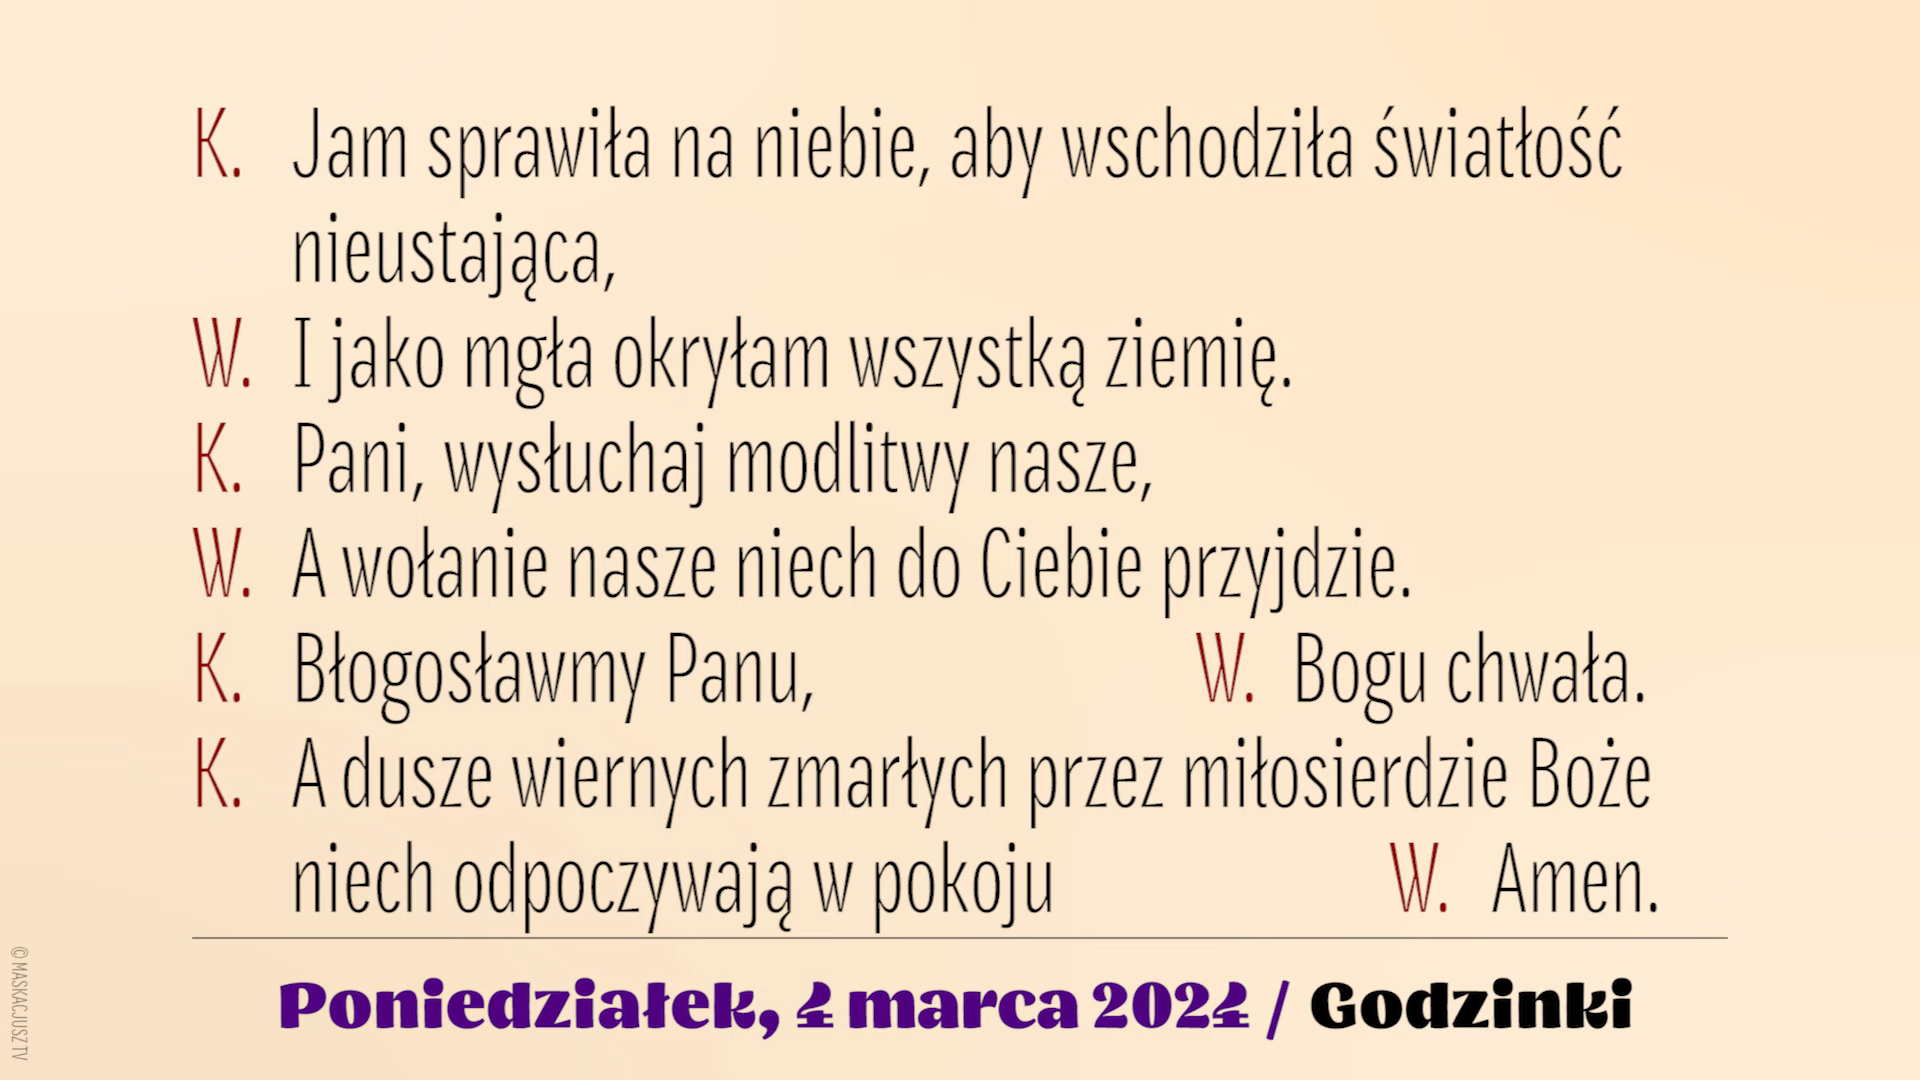 K. Jam sprawiła na niebie, aby wschodziła światłość
nieustająca,
W. I jako mgła okryłam wszystką ziemię.
K. Pani, wysłuchaj modlitwy nasze,
W. A wołanie nasze niech do Ciebie przyjdzie.
K. Błogosławmy Panu, W. Bogu chwała.
K. A dusze wiernych zmarłych przez miłosierdzie Boże
niech odpoczywają w pokoju W. Amen.
Poniedziałek, 4 marca 2024 / Godzinki
© MASKACJUSZ TV